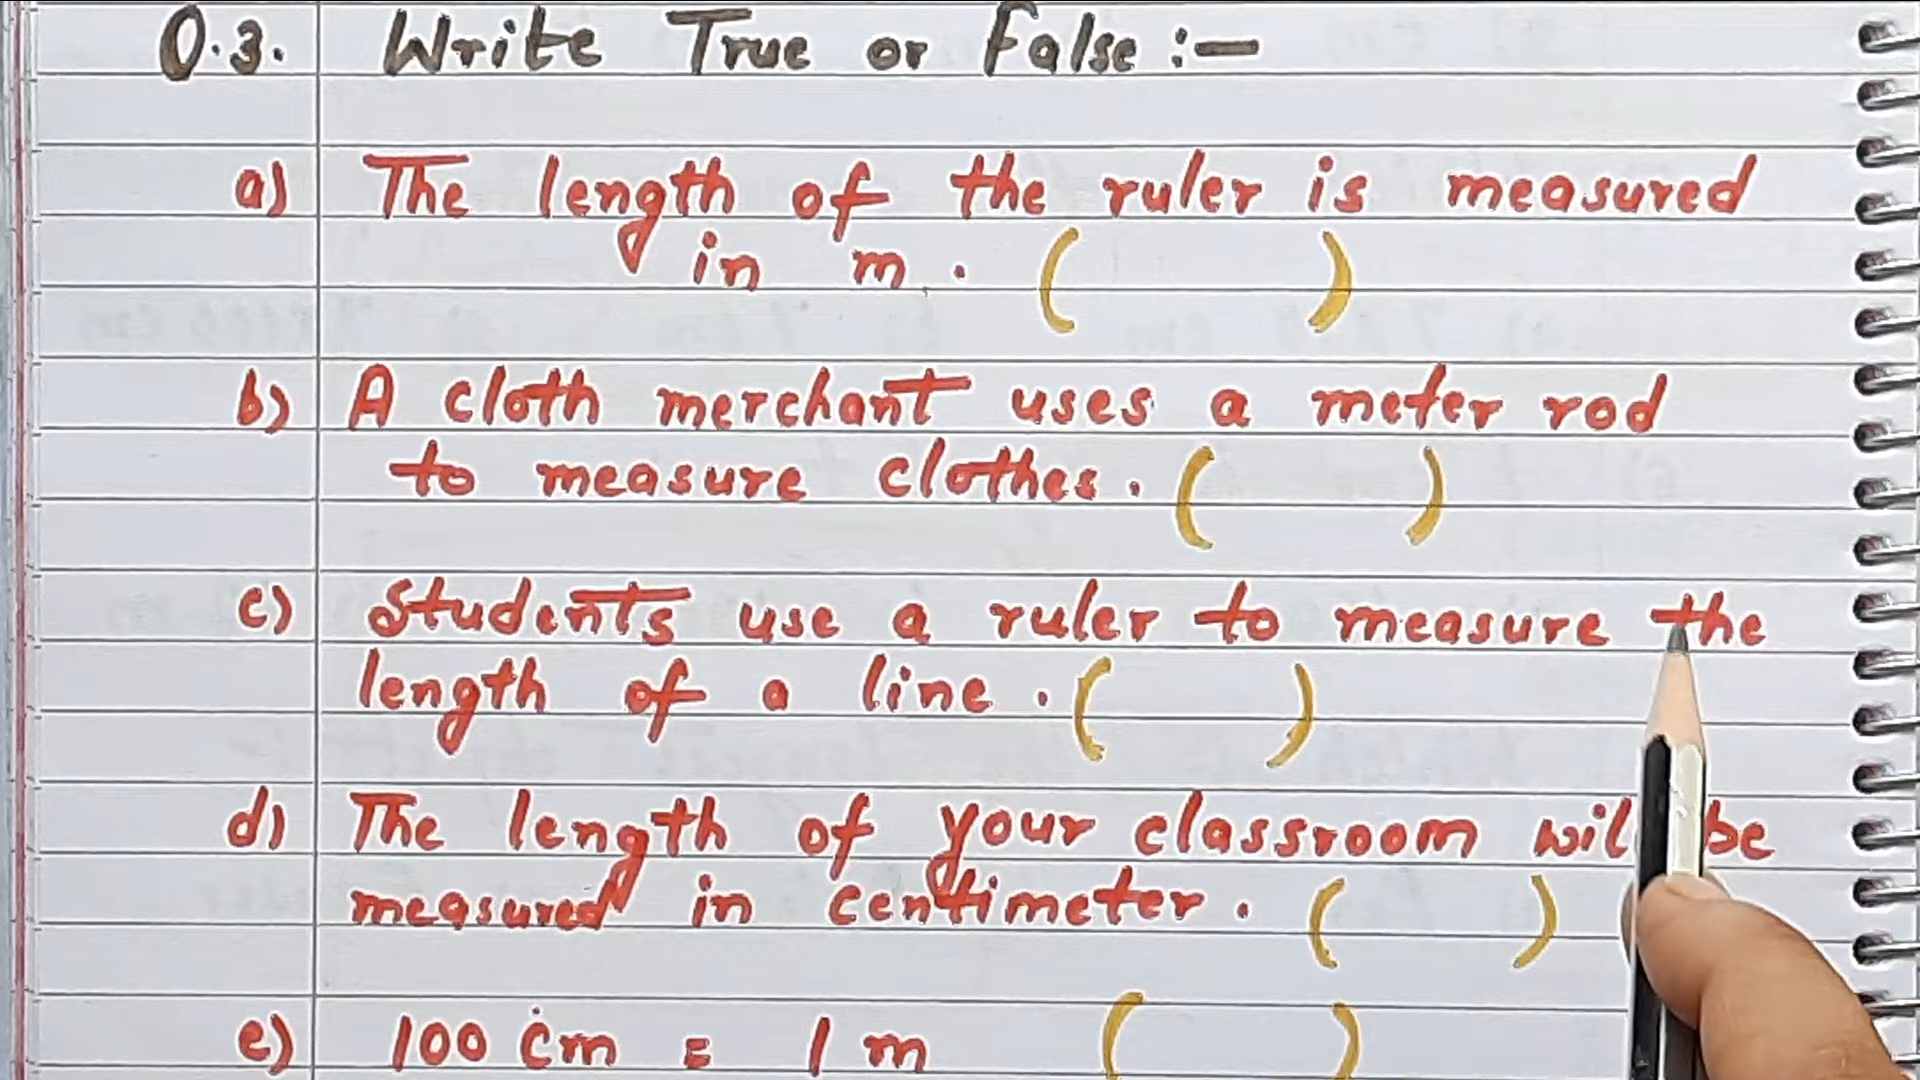 Q.3. Write True or False :-
a) The length of the ruler is measured
in m. ( )
b) A cloth merchant uses a meter rod
to measure clothes. ( )
c) Students use a ruler to measure the
length of a line. ( )
d) The length of your classroom will be
measured in centimeter. ( )
e) 100 cm = 1 m ( )